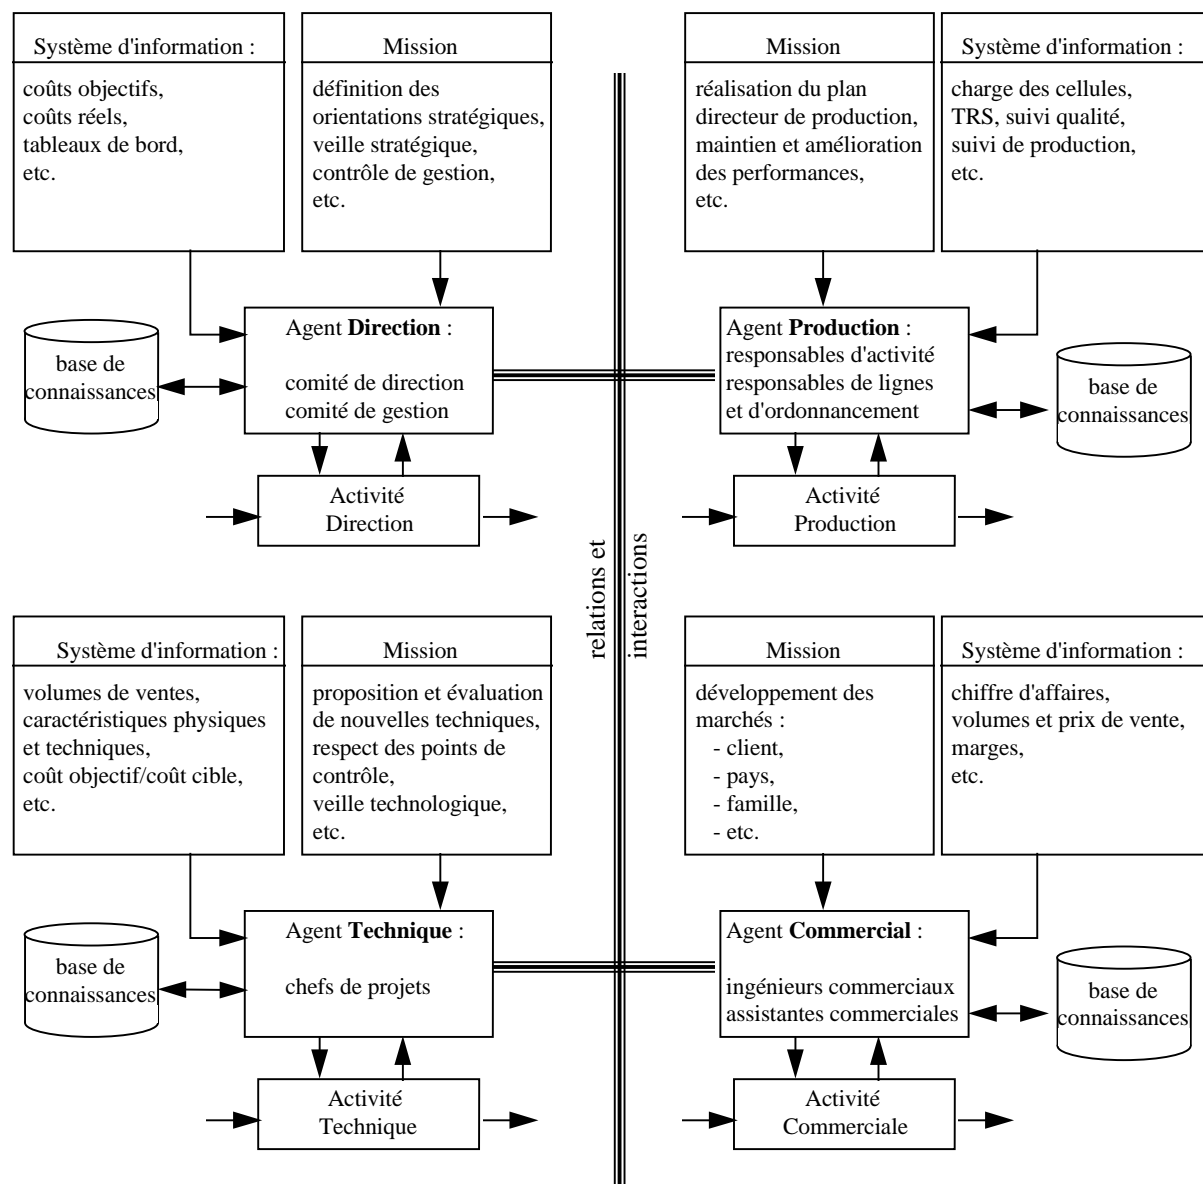 Système d'information :
coûts objectifs,
coûts réels,
tableaux de bord,
etc.
Mission
définition des
orientations stratégiques,
veille stratégique,
contrôle de gestion,
etc.
Mission
réalisation du plan
directeur de production,
maintien et amélioration
des performances,
etc.
Système d'information :
charge des cellules,
TRS, suivi qualité,
suivi de production,
etc.
base de
connaissances
Agent Direction :
comité de direction
comité de gestion
Agent Production :
responsables d'activité
responsables de lignes
et d'ordonnancement
base de
connaissances
Activité
Direction
Activité
Production
relations et
interactions
Système d'information :
volumes de ventes,
caractéristiques physiques
et techniques,
coût objectif/coût cible,
etc.
Mission
proposition et évaluation
de nouvelles techniques,
respect des points de
contrôle,
veille technologique,
etc.
Mission
développement des
marchés :
- client,
- pays,
- famille,
- etc.
Système d'information :
chiffre d'affaires,
volumes et prix de vente,
marges,
etc.
base de
connaissances
Agent Technique :
chefs de projets
Agent Commercial :
ingénieurs commerciaux
assistantes commerciales
base de
connaissances
Activité
Technique
Activité
Commerciale